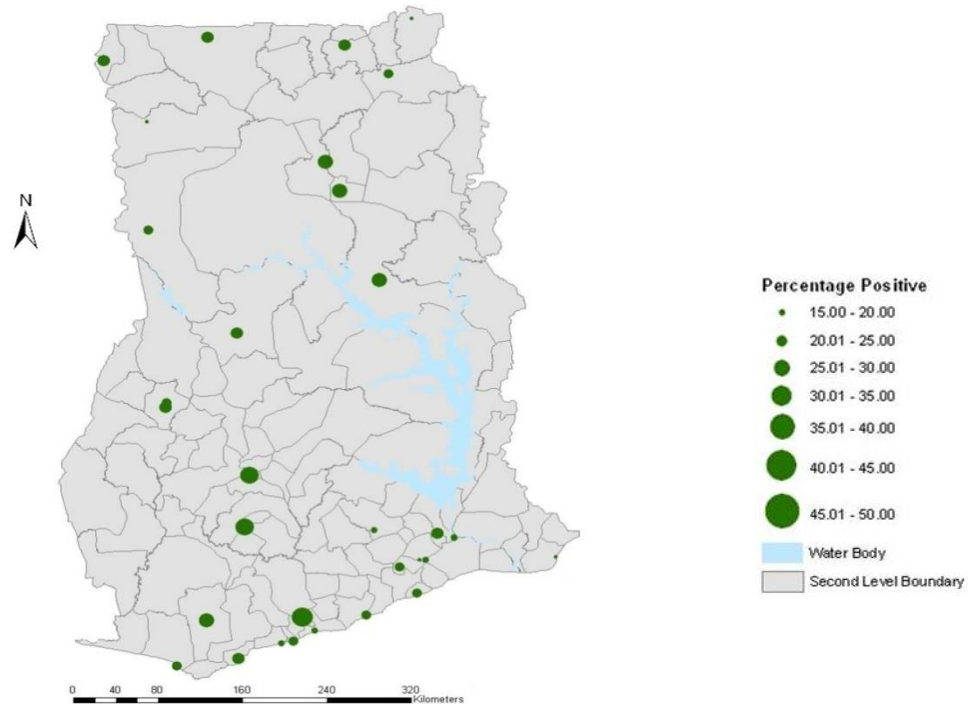 N
Percentage Positive
15.00 - 20.00
20.01 - 25.00
25.01 - 30.00
30.01 - 35.00
35.01 - 40.00
40.01 - 45.00
45.01 - 50.00
Water Body
Second Level Boundary
0 40 80 160 240 320
Kilometers